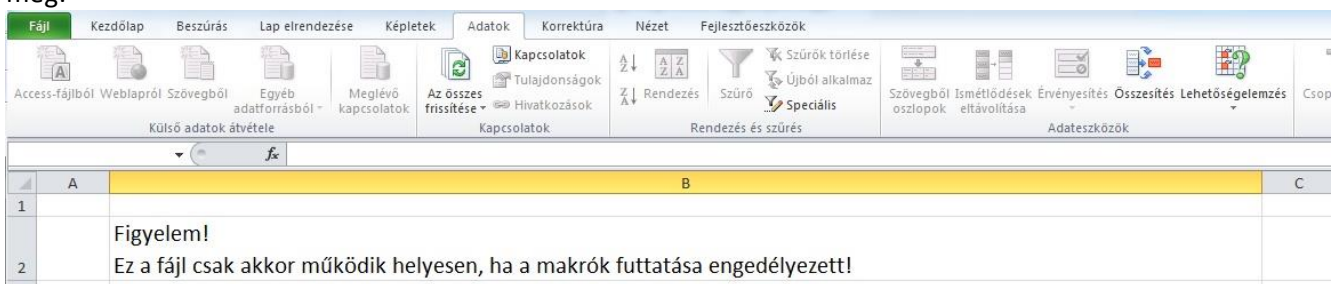 meg.
Fájl Kezdőlap Beszúrás Lap elrendezése Képletek Adatok Korrektúra Nézet Fejlesztőeszközök
Access-fájlból Weblapról Szövegből Egyéb adatforrásból Meglévő kapcsolatok
Külső adatok átvétele
Az összes frissítése Kapcsolatok Tulajdonságok Hivatkozások
Kapcsolatok
Rendezés Szűrő Szűrők törlése Újból alkalmaz Speciális
Rendezés és szűrés
Szövegből oszlopok Ismétlődések eltávolítása Érvényesítés Összesítés Lehetőségelemzés
Adateszközök
fx
A B C
1
Figyelem!
2 Ez a fájl csak akkor működik helyesen, ha a makrók futtatása engedélyezett!